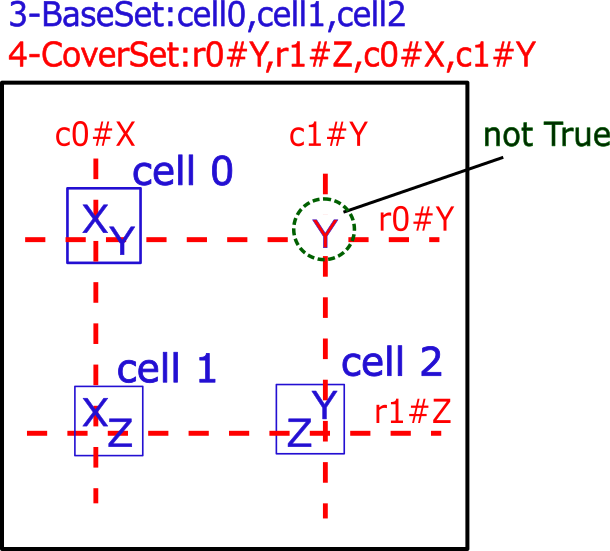 3-BaseSet:cell0,cell1,cell2
4-CoverSet:r0#Y,r1#Z,c0#X,c1#Y
c0#X
c1#Y
not True
cell 0
X
Y
Y
r0#Y
cell 1
cell 2
X
Z
Y
Z
r1#Z